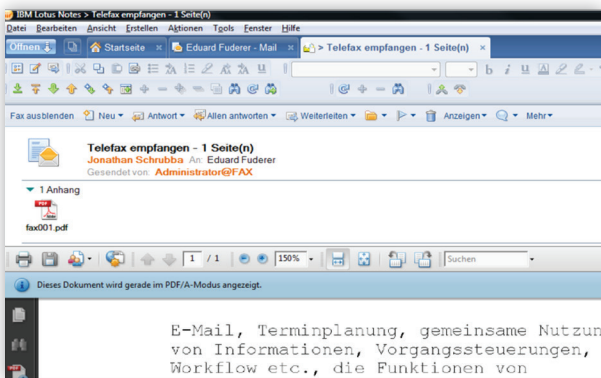 IBM Lotus Notes > Telefax empfangen - 1 Seite(n)
Datei Bearbeiten Ansicht Erstellen Aktionen Tools Fenster Hilfe
Öffnen Startseite × Eduard Fuderer - Mail × > Telefax empfangen - 1 Seite(n) ×
b i u
Fax ausblenden Neu Antwort Allen antworten Weiterleiten Anzeigen Mehr
Telefax empfangen - 1 Seite(n)
Jonathan Schrubba An: Eduard Fuderer
Gesendet von: Administrator@FAX
1 Anhang
PDF
fax001.pdf
1 / 1 150% Suchen
Dieses Dokument wird gerade im PDF/A-Modus angezeigt.
E-Mail, Terminplanung, gemeinsame Nutzun
von Informationen, Vorgangssteuerungen,
Workflow etc., die Funktionen von